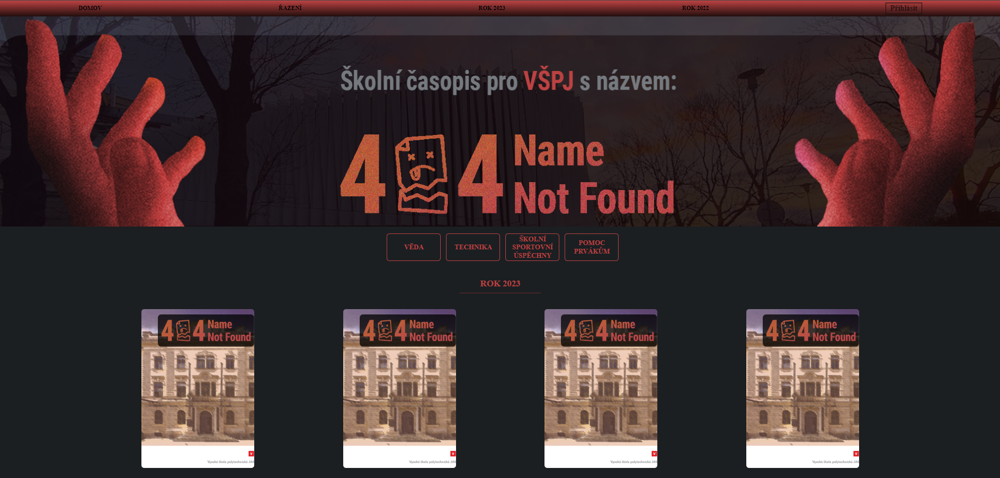 DOMOV
ŘAZENÍ
ROK 2023
ROK 2022
Přihlásit
Školní časopis pro VŠPJ s názvem:
4 4 Name
Not Found
VĚDA
TECHNIKA
ŠKOLNÍ
SPORTOVNÍ
ÚSPĚCHNY
POMOC
PRVÁKŮM
ROK 2023
4 4 Name
Not Found
V
Vysoká škola polytechnická Jihl
4 4 Name
Not Found
V
Vysoká škola polytechnická Jihl
4 4 Name
Not Found
V
Vysoká škola polytechnická Jihl
4 4 Name
Not Found
V
Vysoká škola polytechnická Jihl